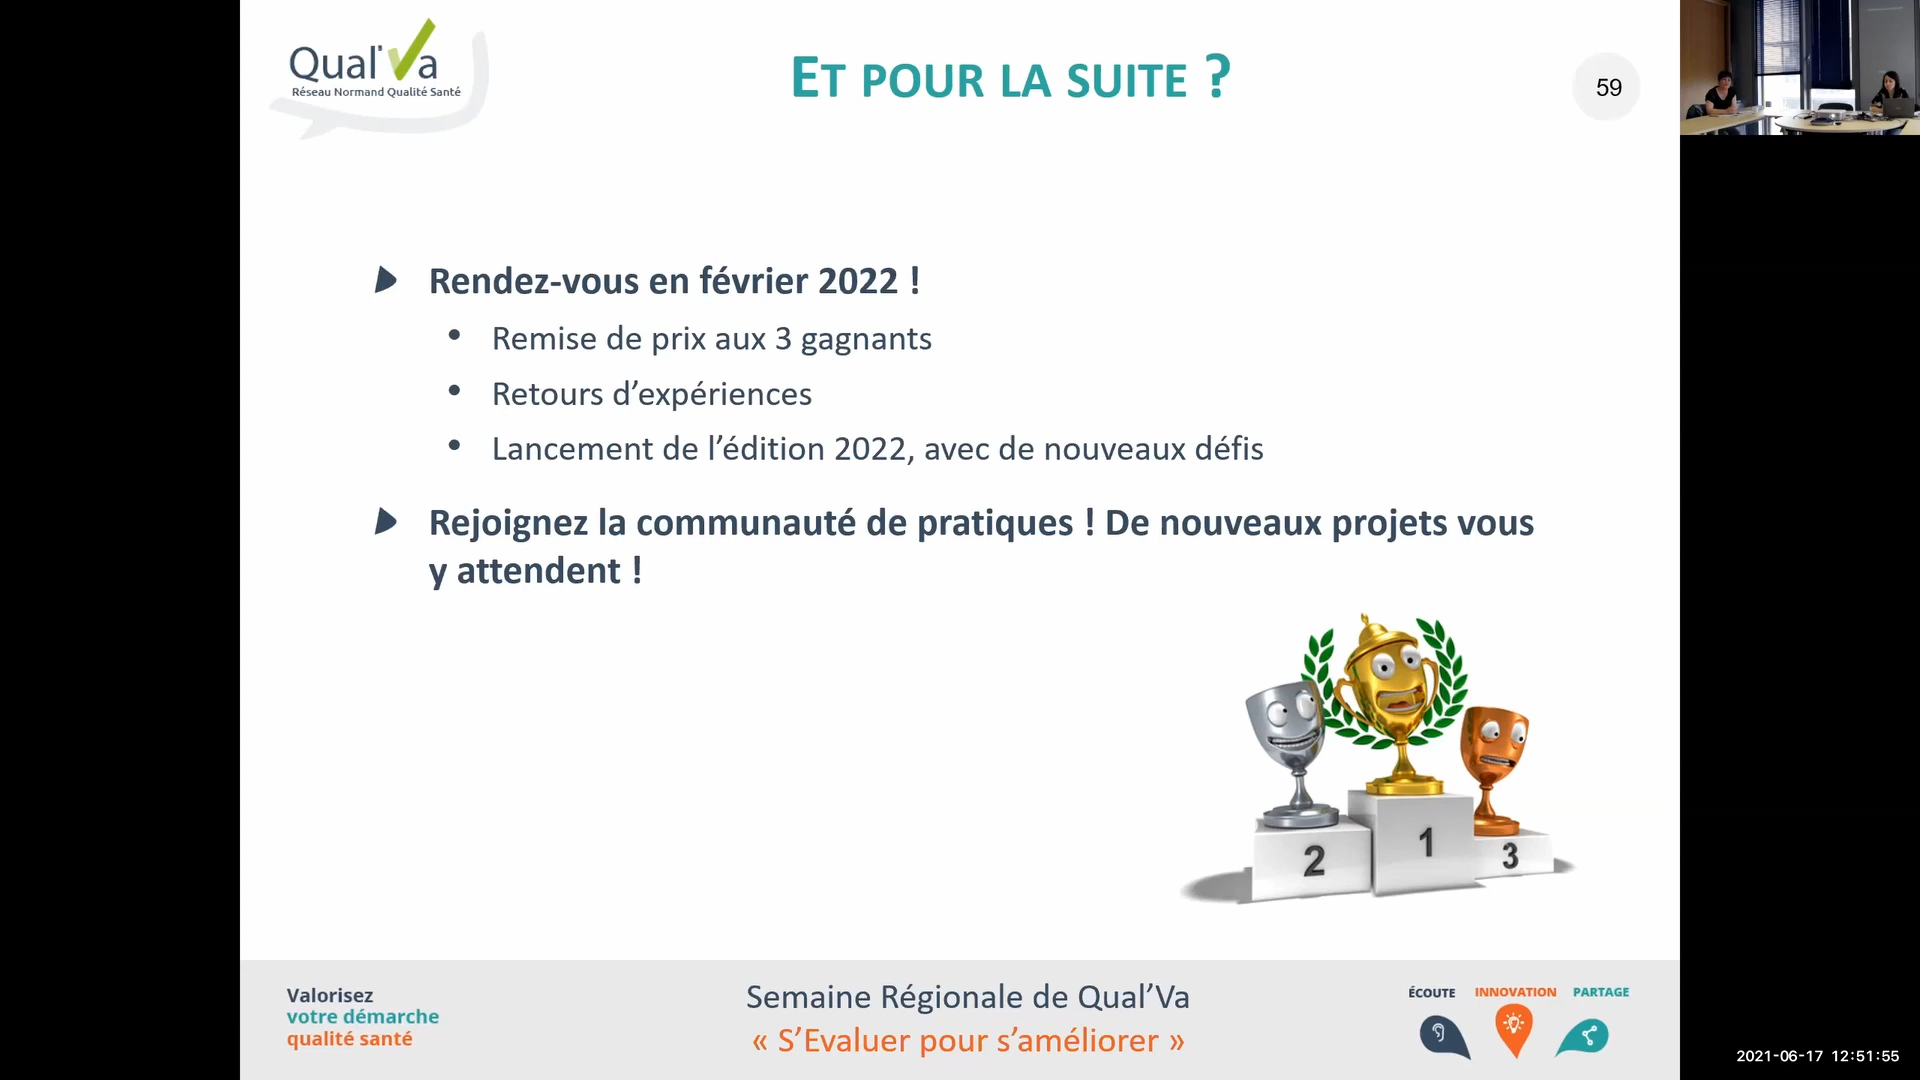 Qual'Va
Réseau Normand Qualité Santé
ET POUR LA SUITE ?
59
Rendez-vous en février 2022 !
• Remise de prix aux 3 gagnants
• Retours d’expériences
• Lancement de l’édition 2022, avec de nouveaux défis
Rejoignez la communauté de pratiques ! De nouveaux projets vous
y attendent !
2 1 3
Valorisez
votre démarche
qualité santé
Semaine Régionale de Qual’Va
« S’Evaluer pour s’améliorer »
ÉCOUTE INNOVATION PARTAGE
2021-06-17 12:51:55